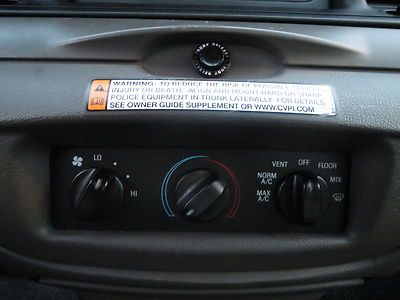 WARNING: TO REDUCE THE RISK OF POSSIBLE SERIOUS
INJURY OR DEATH: ALIGN AND MOUNT HARD OR SHARP
POLICE EQUIPMENT IN TRUNK LATERALLY. FOR DETAILS,
SEE OWNER GUIDE SUPPLEMENT OR WWW.CVPI.COM
LO
HI
VENT OFF FLOOR
NORM A/C
MIX
MAX A/C